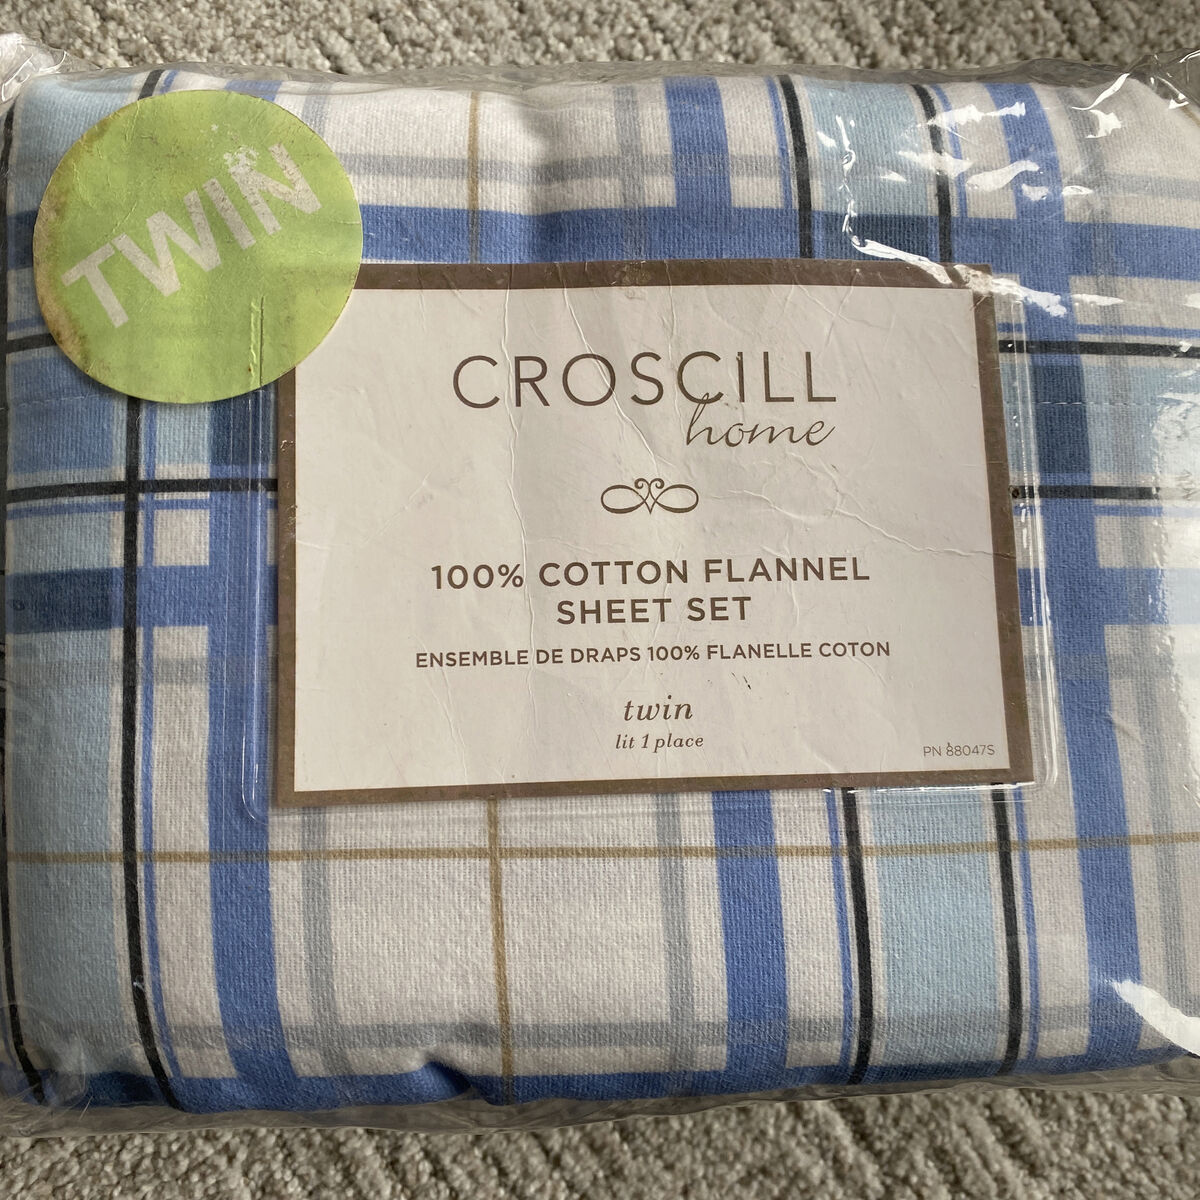 TWIN
CROSCILL
home
100% COTTON FLANNEL
SHEET SET
ENSEMBLE DE DRAPS 100% FLANELLE COTON
twin
lit 1 place
PN 88047S